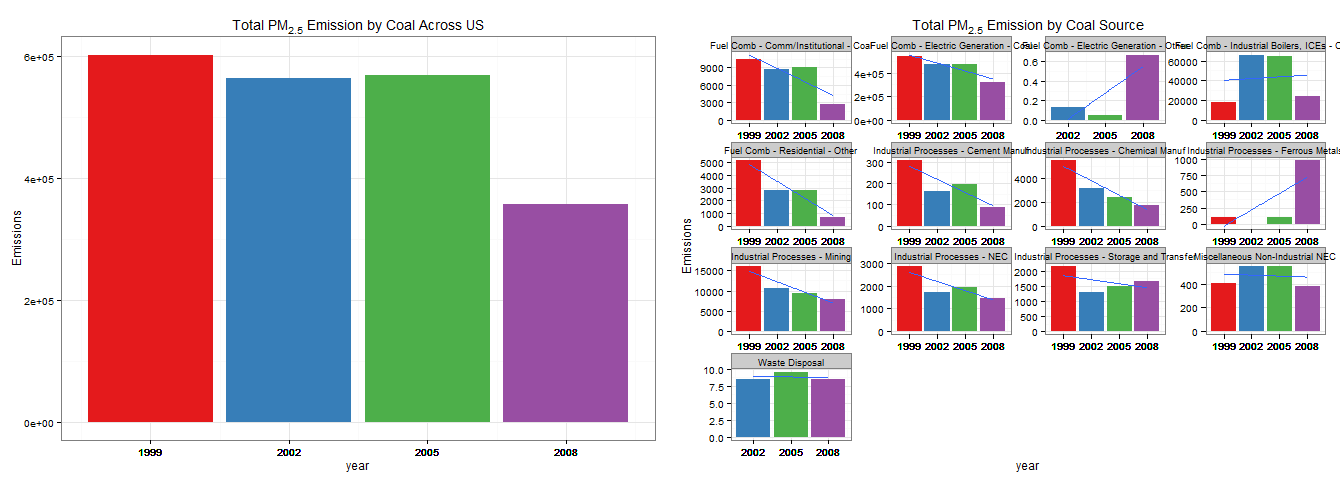 Total PM2.5 Emission by Coal Across US
Emissions
6e+05
4e+05
2e+05
0e+00
1999 2002 2005 2008
year
Total PM2.5 Emission by Coal Source
Emissions
Fuel Comb - Comm/Institutional - Coal
9000
6000
3000
0
1999 2002 2005 2008
Fuel Comb - Electric Generation - Coal
4e+05
2e+05
0e+00
1999 2002 2005 2008
Fuel Comb - Electric Generation - Other
0.6
0.4
0.2
0.0
2002 2005 2008
Fuel Comb - Industrial Boilers, ICEs - C
60000
40000
20000
0
1999 2002 2005 2008
Fuel Comb - Residential - Other
5000
4000
3000
2000
1000
0
1999 2002 2005 2008
Industrial Processes - Cement Manuf
300
200
100
0
1999 2002 2005 2008
Industrial Processes - Chemical Manuf
4000
2000
0
1999 2002 2005 2008
Industrial Processes - Ferrous Metals
1000
750
500
250
0
1999 2002 2005 2008
Industrial Processes - Mining
15000
10000
5000
0
1999 2002 2005 2008
Industrial Processes - NEC
3000
2000
1000
0
1999 2002 2005 2008
Industrial Processes - Storage and Transfer
2000
1500
1000
500
0
1999 2002 2005 2008
Miscellaneous Non-Industrial NEC
400
200
0
1999 2002 2005 2008
Waste Disposal
10.0
7.5
5.0
2.5
0.0
2002 2005 2008
year